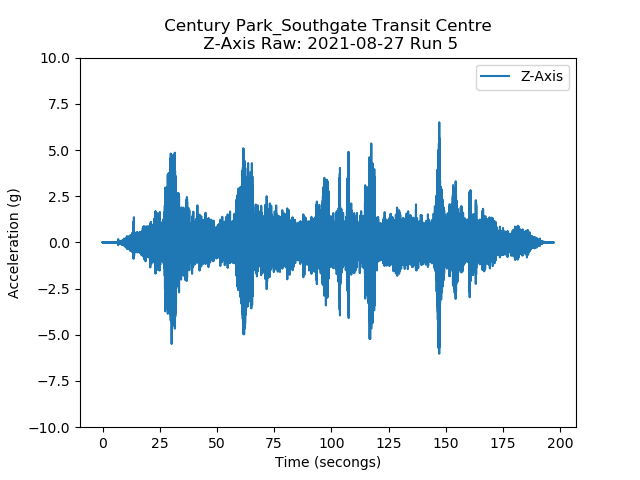 Century Park_Southgate Transit Centre
Z-Axis Raw: 2021-08-27 Run 5
Z-Axis
10.0
7.5
5.0
2.5
0.0
−2.5
−5.0
−7.5
−10.0
Acceleration (g)
0 25 50 75 100 125 150 175 200
Time (secongs)